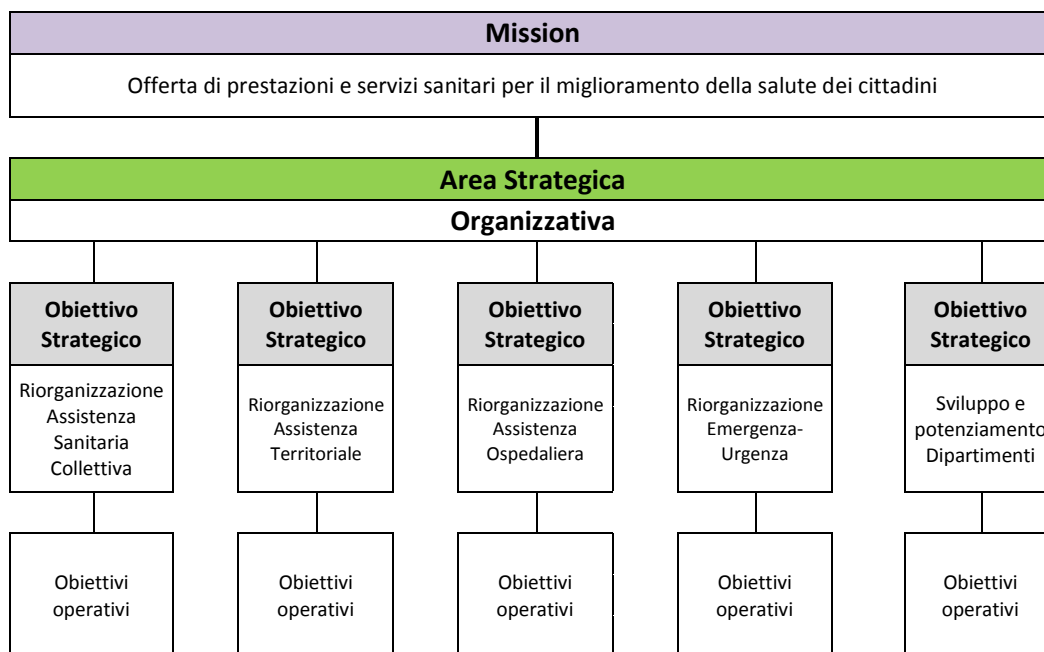 Mission
Offerta di prestazioni e servizi sanitari per il miglioramento della salute dei cittadini
Area Strategica
Organizzativa
Obiettivo
Strategico
Riorganizzazione
Assistenza
Sanitaria
Collettiva
Obiettivi
operativi
Obiettivo
Strategico
Riorganizzazione
Assistenza
Territoriale
Obiettivi
operativi
Obiettivo
Strategico
Riorganizzazione
Assistenza
Ospedaliera
Obiettivi
operativi
Obiettivo
Strategico
Riorganizzazione
Emergenza-
Urgenza
Obiettivi
operativi
Obiettivo
Strategico
Sviluppo e
potenziamento
Dipartimenti
Obiettivi
operativi